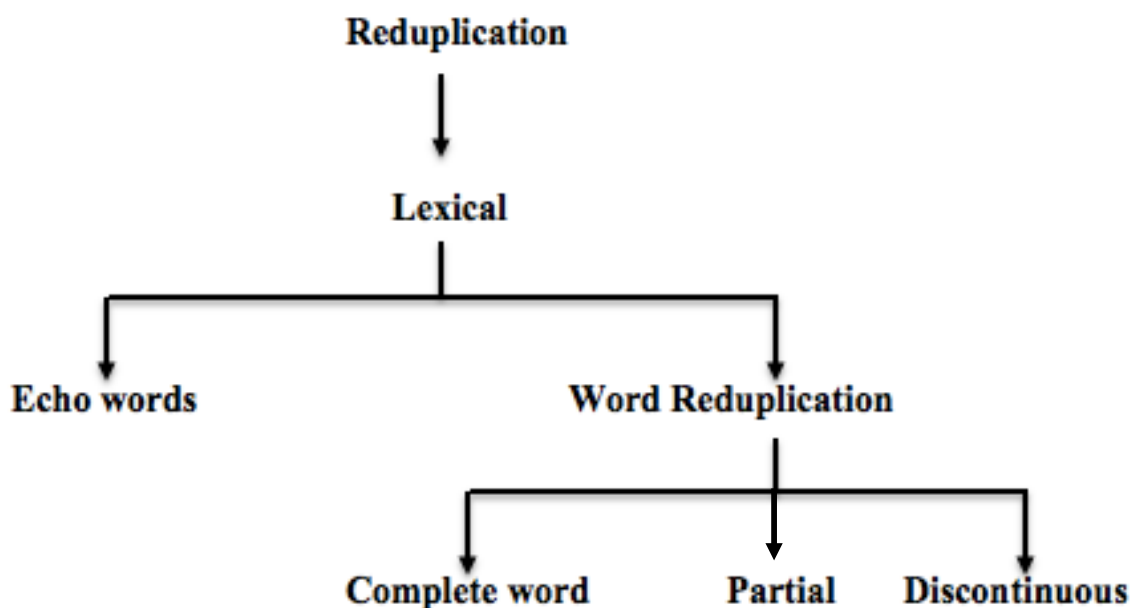 Reduplication
Lexical
Echo words
Word Reduplication
Complete word
Partial
Discontinuous